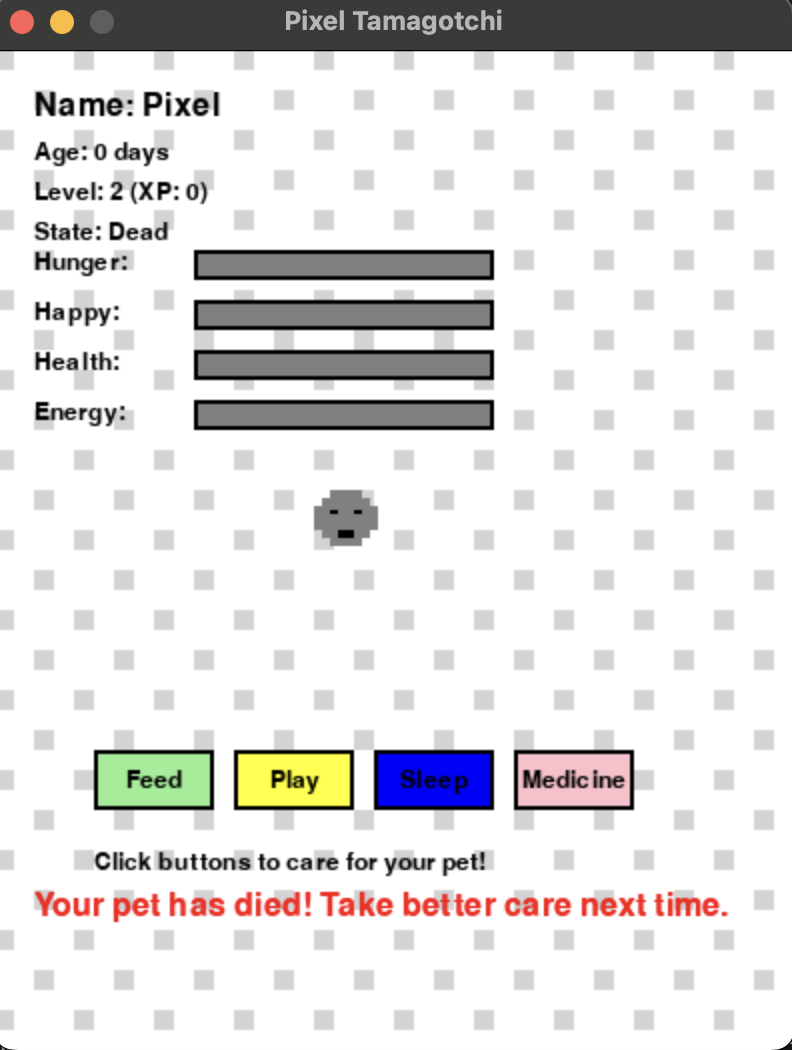 Pixel Tamagotchi
Name: Pixel
Age: 0 days
Level: 2 (XP: 0)
State: Dead
Hunger:
Happy:
Health:
Energy:
Feed Play Sleep Medicine
Click buttons to care for your pet!
Your pet has died! Take better care next time.